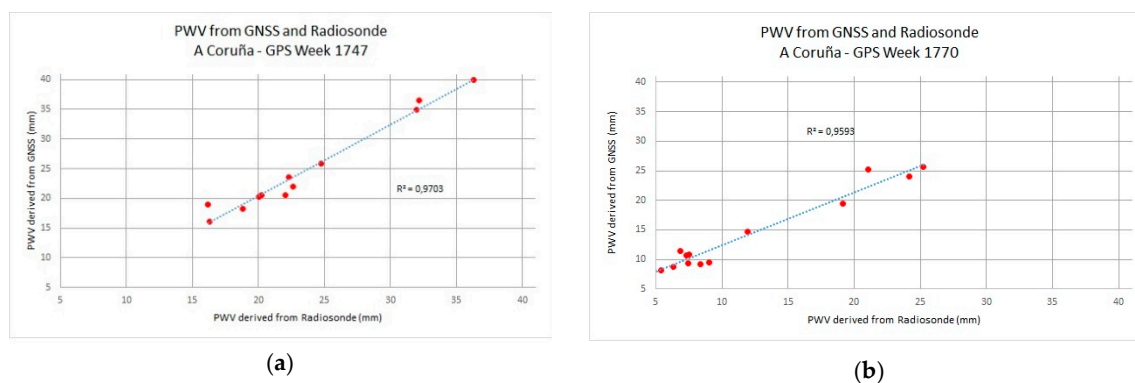 PWV from GNSS and Radiosonde
A Coruña - GPS Week 1747
PWV derived from GNSS (mm)
40
35
30
25
20
15
10
5
R² = 0,9703
5 10 15 20 25 30 35 40
PWV derived from Radiosonde (mm)
(a)
PWV from GNSS and Radiosonde
A Coruña - GPS Week 1770
PWV derived from GNSS (mm)
40
35
30
25
20
15
10
5
R² = 0,9593
5 10 15 20 25 30 35 40
PWV derived from Radiosonde (mm)
(b)